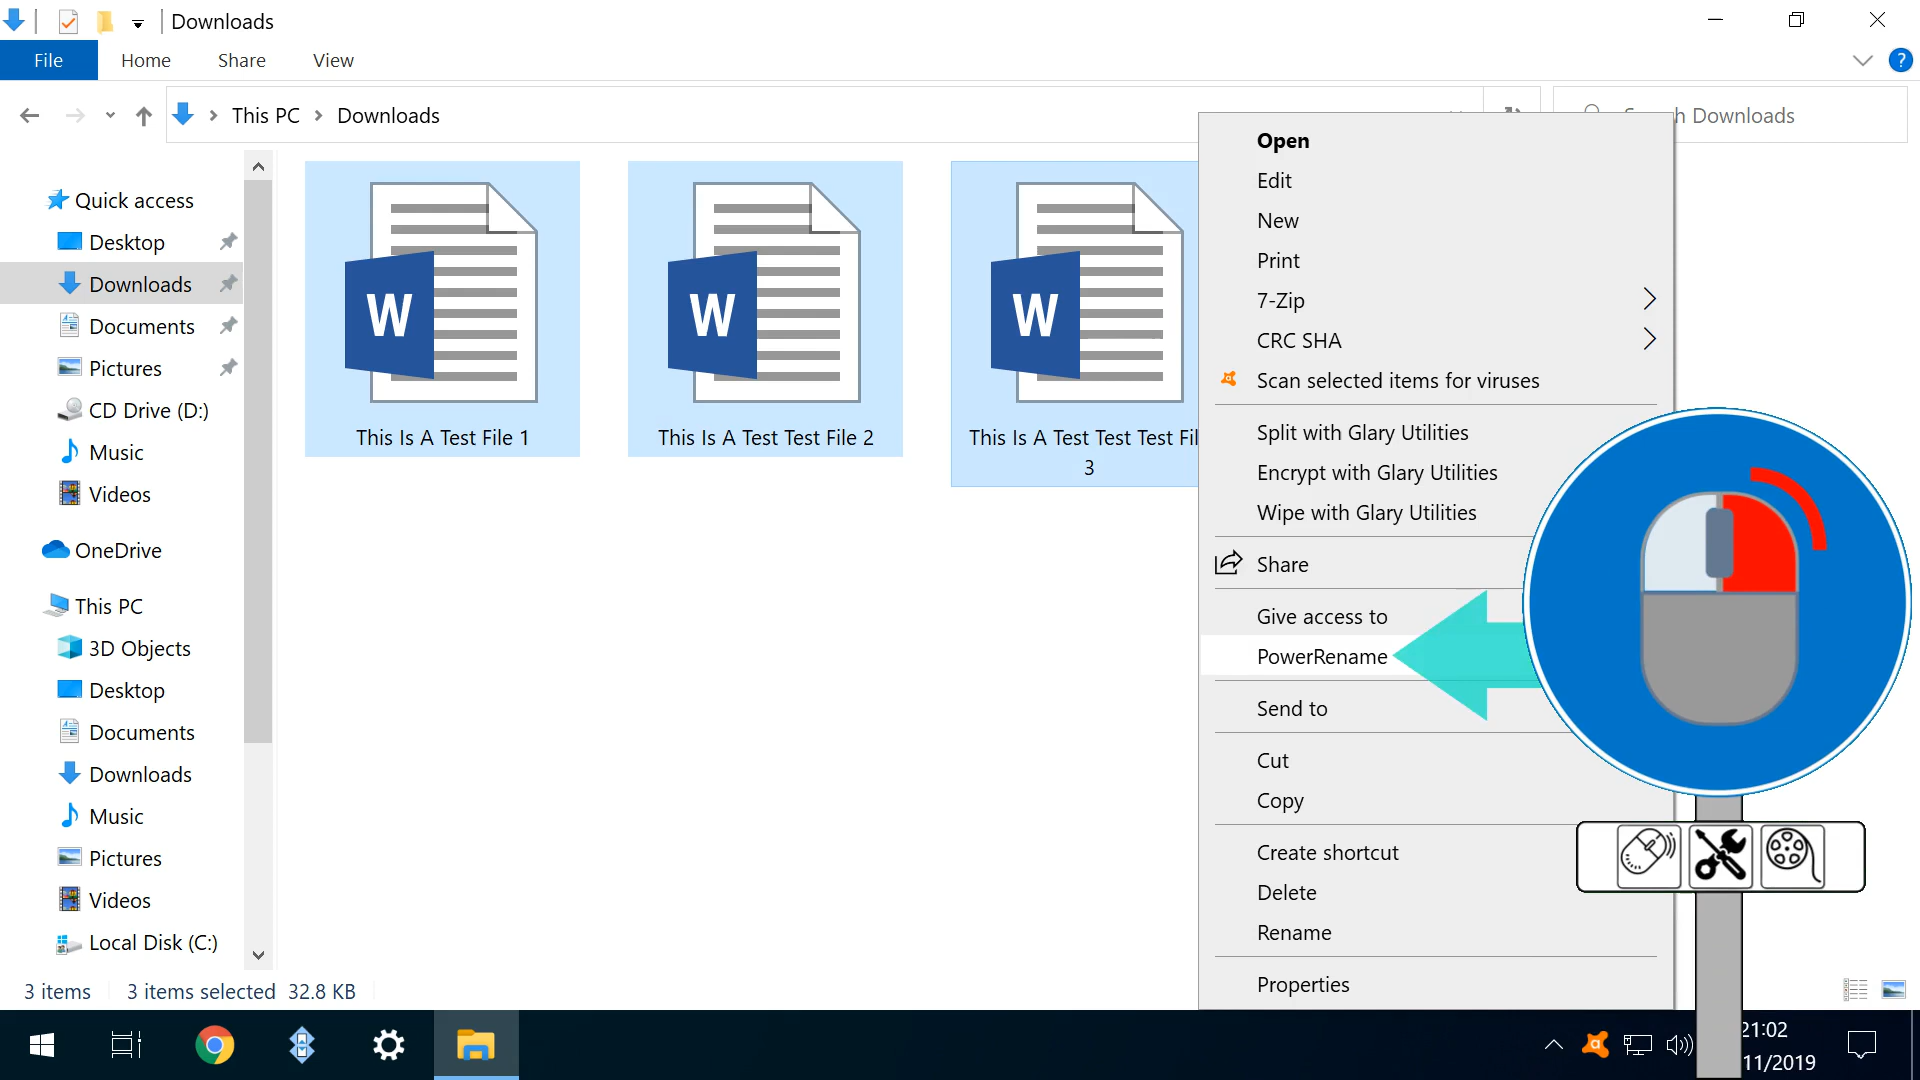 Downloads
File Home Share View
?
This PC Downloads
h Downloads
Quick access
Desktop
Downloads
Documents
Pictures
CD Drive (D:)
Music
Videos
OneDrive
This PC
3D Objects
Desktop
Documents
Downloads
Music
Pictures
Videos
Local Disk (C:)
W
This Is A Test File 1
W
This Is A Test Test File 2
W
This Is A Test Test Test Fil
3
Open
Edit
New
Print
7-Zip
CRC SHA
Scan selected items for viruses
Split with Glary Utilities
Encrypt with Glary Utilities
Wipe with Glary Utilities
Share
Give access to
PowerRename
Send to
Cut
Copy
Create shortcut
Delete
Rename
Properties
3 items 3 items selected 32.8 KB
21:02
11/2019